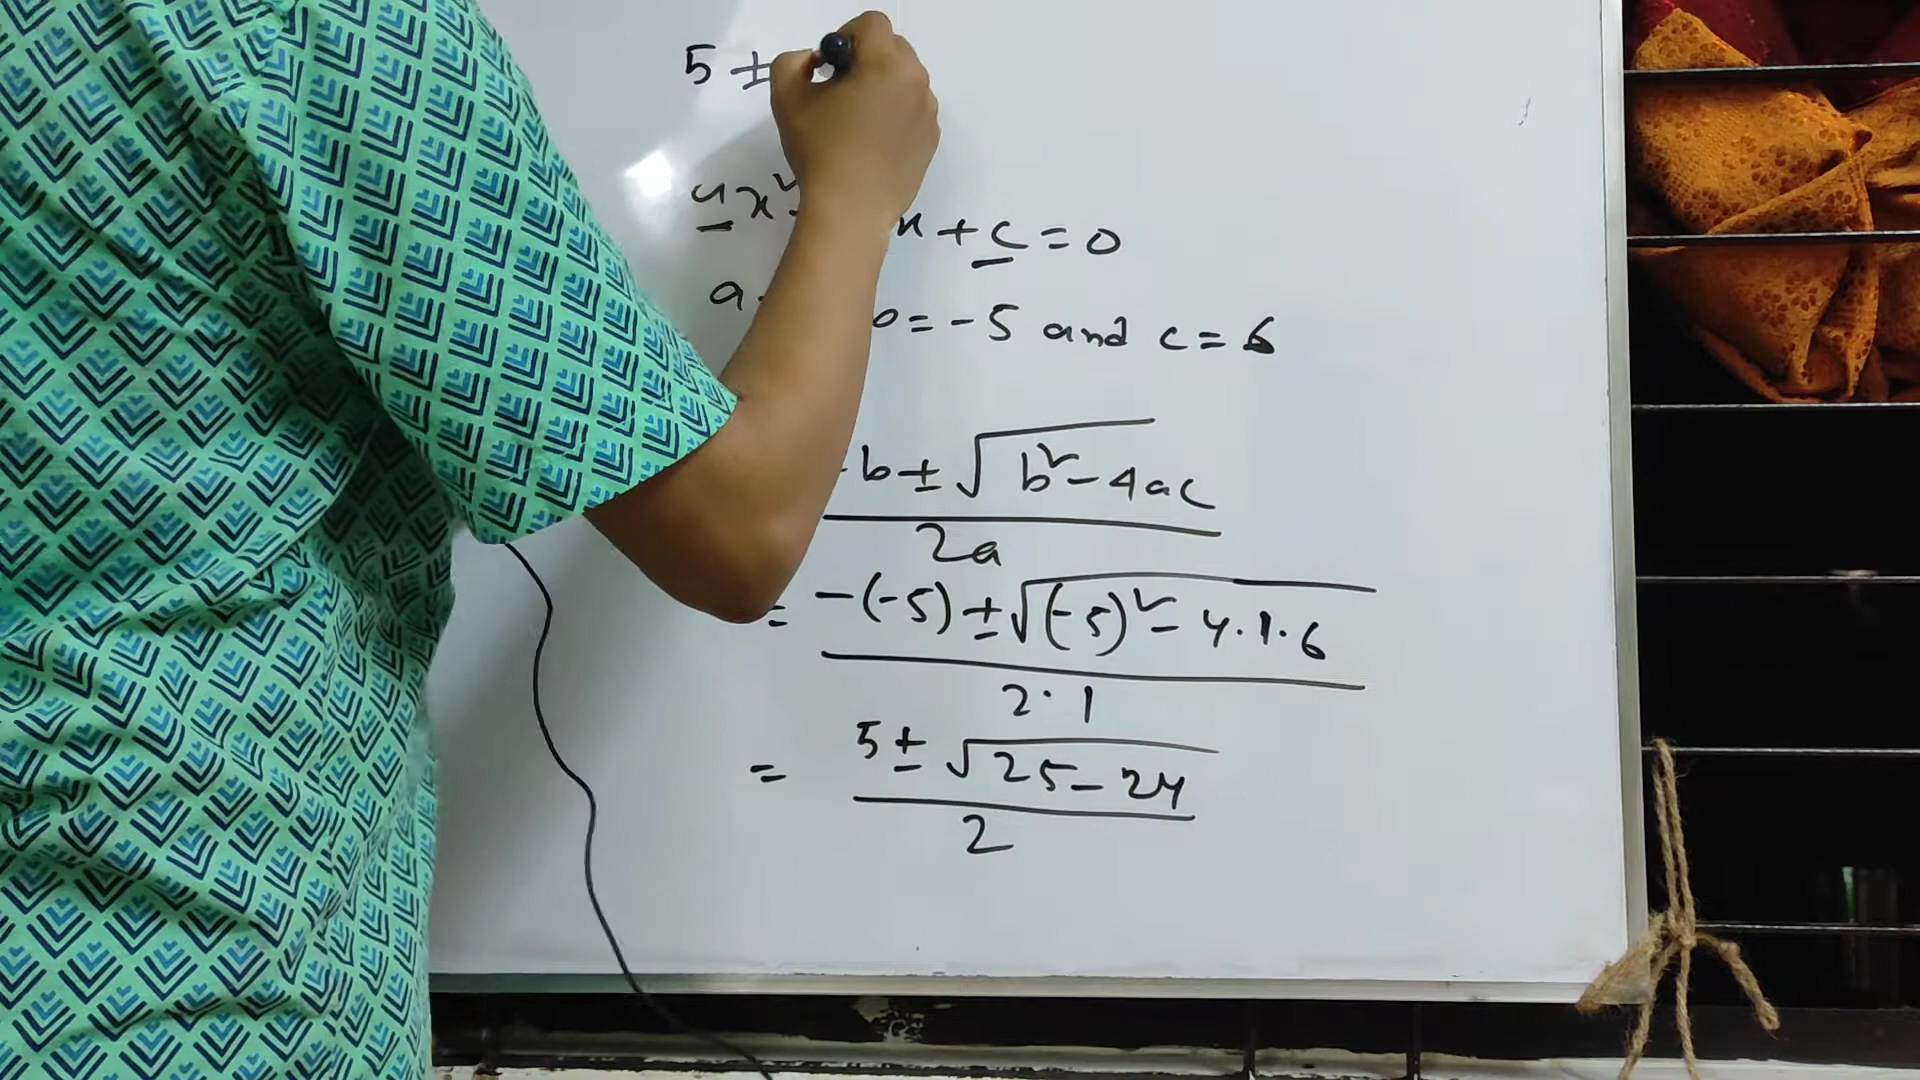 5 ±
ax² x + c = 0
a = -5 and c = 6
-b ± √b² - 4ac
2a
= -(-5) ± √(-5)² - 4.1.6
2.1
= 5 ± √25 - 24
2